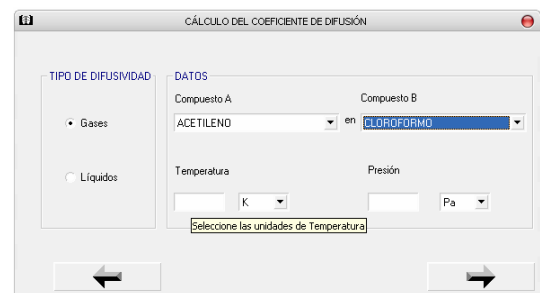 CÁLCULO DEL COEFICIENTE DE DIFUSIÓN
TIPO DE DIFUSIVIDAD
Gases
Líquidos
DATOS
Compuesto A
Compuesto B
ACETILENO
en
CLOROFORMO
Temperatura
Presión
K
Pa
Seleccione las unidades de Temperatura